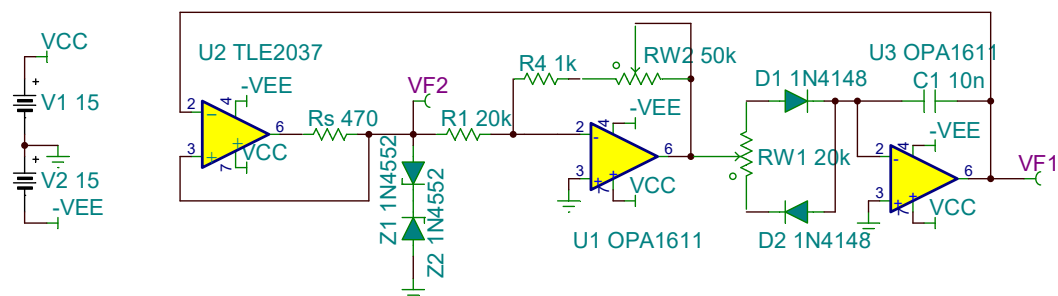 VCC
+
V1 15
+
V2 15
-VEE
U2 TLE2037
2
-
4
-VEE
6
3
+
+
7
VCC
Rs 470
VF2
Z1 1N4552
Z2 1N4552
R1 20k
R4 1k
RW2 50k
2
-
4
-VEE
6
3
+
+
7
VCC
U1 OPA1611
D1 1N4148
RW1 20k
D2 1N4148
U3 OPA1611
C1 10n
2
-
4
-VEE
6
3
+
+
7
VCC
VF1